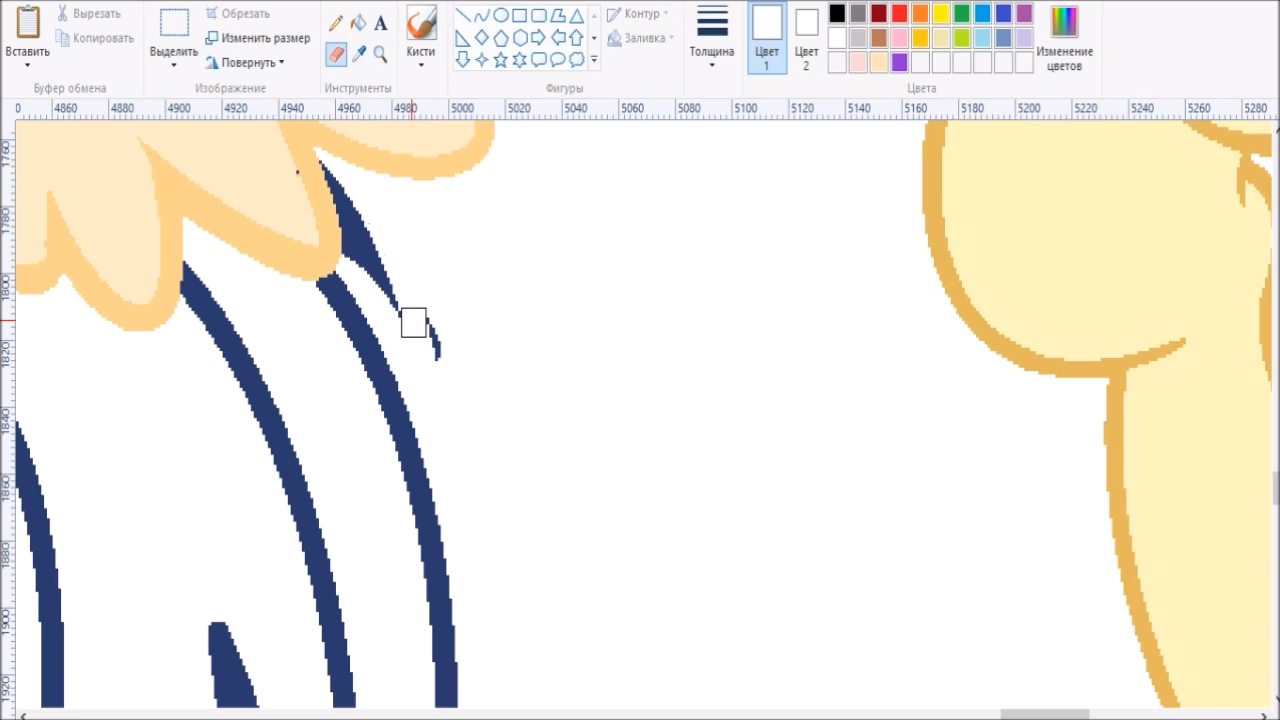 Вставить
Вырезать
Копировать
Буфер обмена
Выделить
Обрезать
Изменить размер
Повернуть
Изображение
A
Инструменты
Кисти
Контур
Заливка
Фигуры
Толщина
Цвет 1
Цвет 2
Изменение цветов
Цвета
0 4860 4880 4900 4920 4940 4960 4980 5000 5020 5040 5060 5080 5100 5120 5140 5160 5180 5200 5220 5240 5260 5280
1760
1780
1800
1820
1840
1860
1880
1900
1920